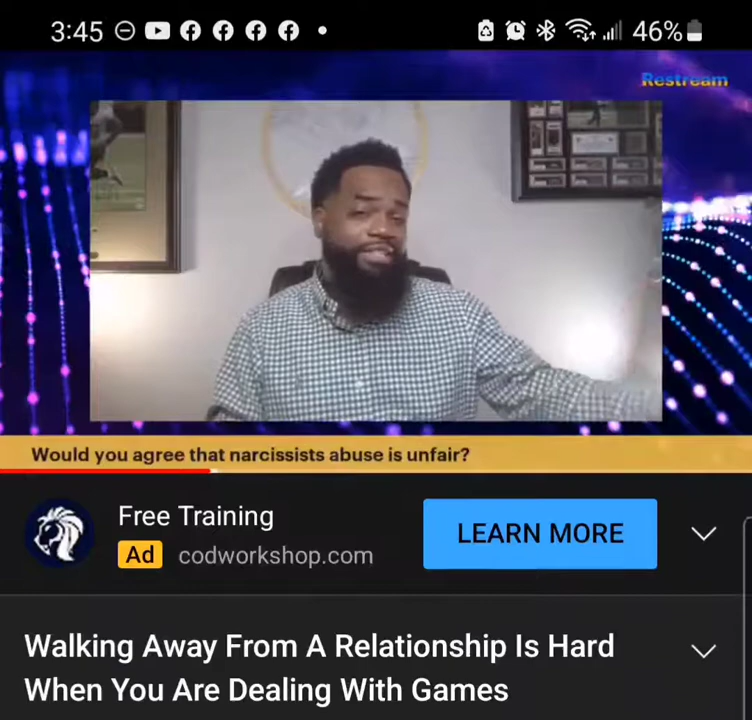 3:45
46%
Restream
Would you agree that narcissists abuse is unfair?
Free Training
LEARN MORE
Ad codworkshop.com
Walking Away From A Relationship Is Hard
When You Are Dealing With Games